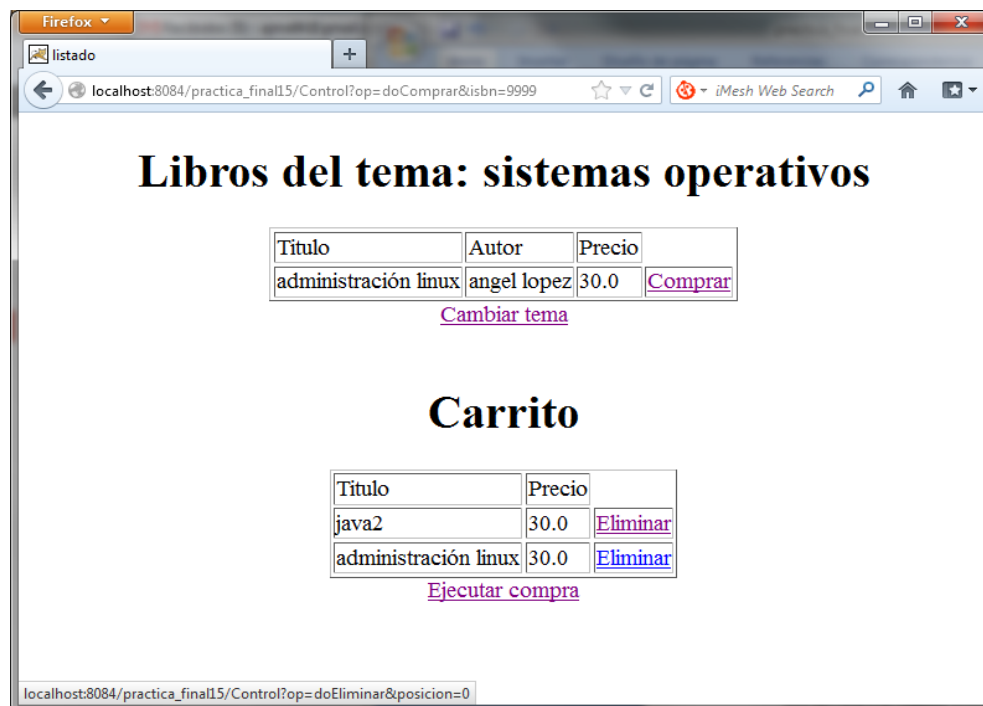 Firefox
listado
localhost:8084/practica_final15/Control?op=doComprar&isbn=9999 iMesh Web Search
Libros del tema: sistemas operativos
Titulo Autor Precio
administración linux angel lopez 30.0 Comprar
Cambiar tema
Carrito
Titulo Precio
java2 30.0 Eliminar
administración linux 30.0 Eliminar
Ejecutar compra
localhost:8084/practica_final15/Control?op=doEliminar&posicion=0